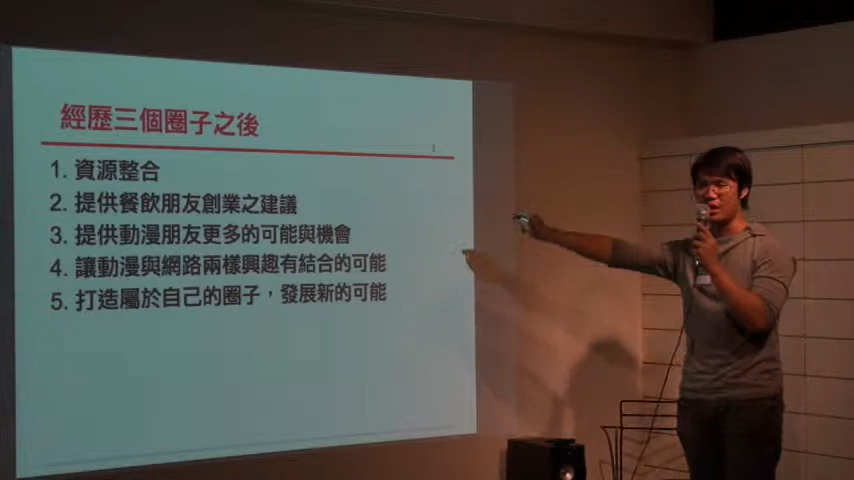 經歷三個圈子之後
1. 資源整合
2. 提供餐飲朋友創業之建議
3. 提供動漫朋友更多的可能與機會
4. 讓動漫與網路兩樣興趣有結合的可能
5. 打造屬於自己的圈子，發展新的可能